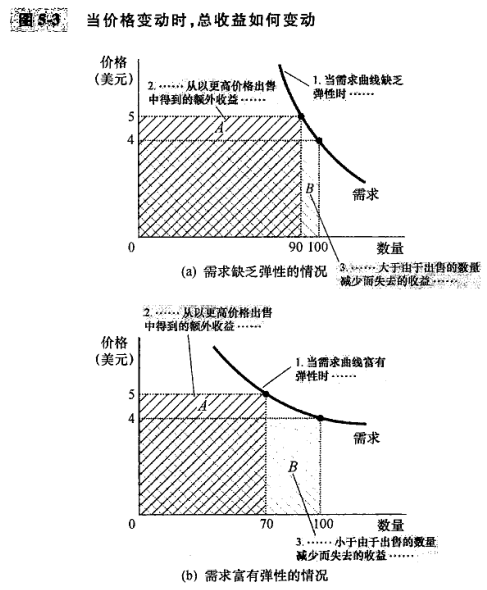 图 5-3 当价格变动时,总收益如何变动
价格
(美元)
2. ……从以更高价格出售
中得到的额外收益……
1. 当需求曲线缺乏
弹性时……
5
A
4
B
需求
0
90 100
数量
3. ……大于由于出售的数量
减少而失去的收益……
(a) 需求缺乏弹性的情况
2. ……从以更高价格出售
中得到的额外收益……
价格
(美元)
1. 当需求曲线富有
弹性时……
5
A
4
需求
B
0
70
100
数量
3. ……小于由于出售的数量
减少而失去的收益……
(b) 需求富有弹性的情况